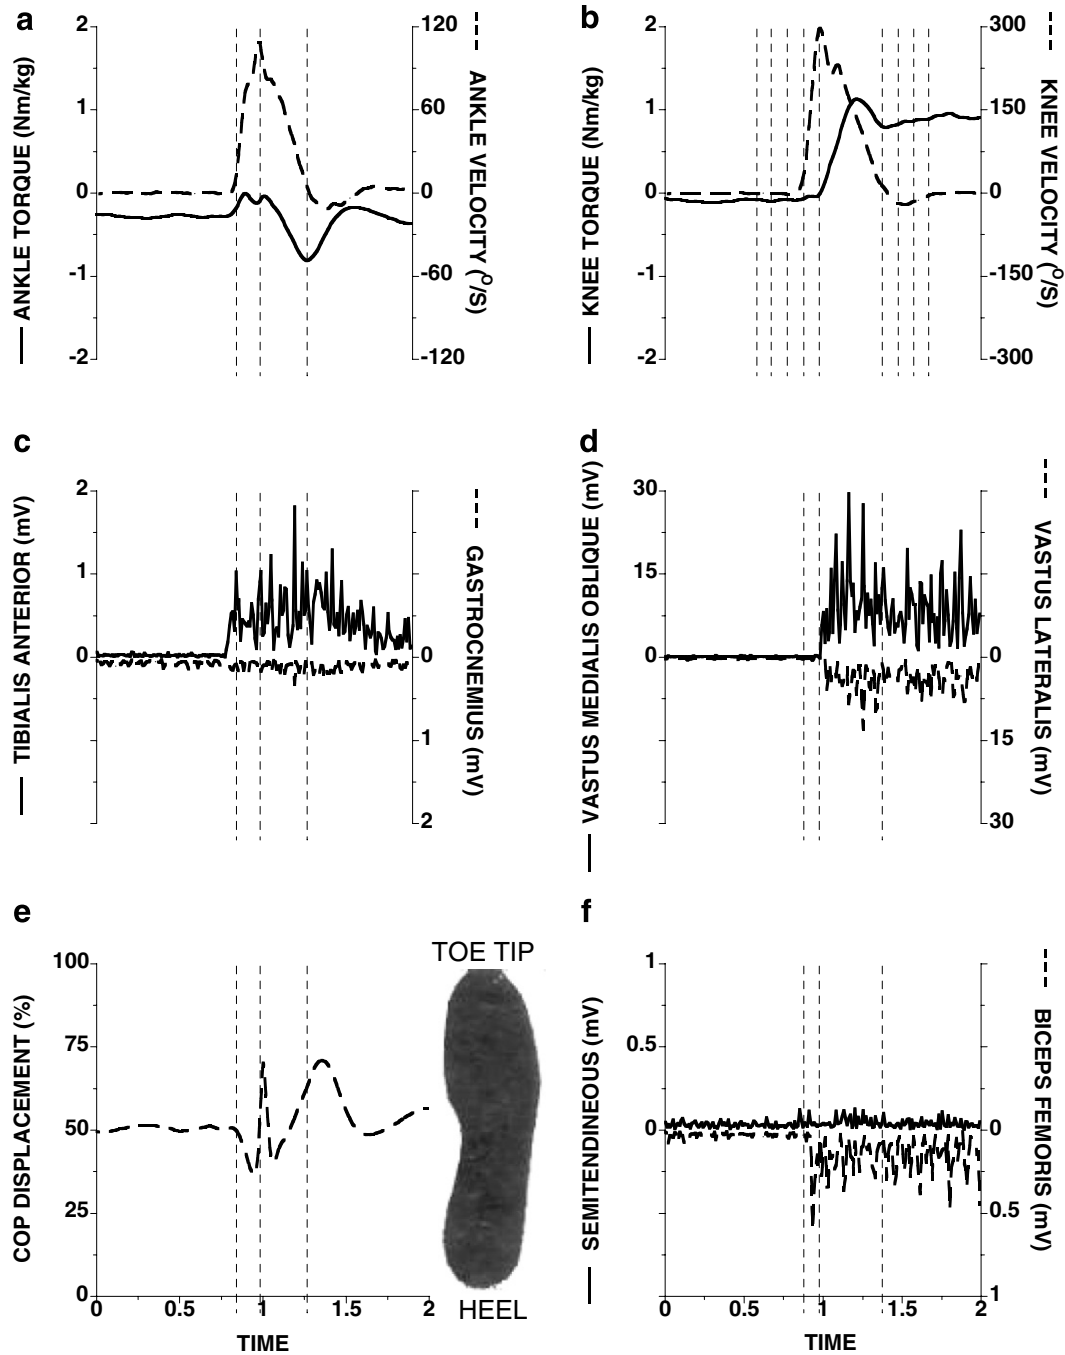 a
2
1
0
-1
-2
ANKLE TORQUE (Nm/kg)
120
60
0
-60
-120
ANKLE VELOCITY (º/S)
b
2
1
0
-1
-2
KNEE TORQUE (Nm/kg)
300
150
0
-150
-300
KNEE VELOCITY (º/S)
c
2
1
0
TIBIALIS ANTERIOR (mV)
0
1
2
GASTROCNEMIUS (mV)
d
30
15
0
VASTUS MEDIALIS OBLIQUE (mV)
0
15
30
VASTUS LATERALIS (mV)
e
100
75
50
25
0
COP DISPLACEMENT (%)
0 0.5 1 1.5 2
TIME
TOE TIP
HEEL
f
1
0.5
0
SEMITENDINEOUS (mV)
0
0.5
1
BICEPS FEMORIS (mV)
0 0.5 1 1.5 2
TIME